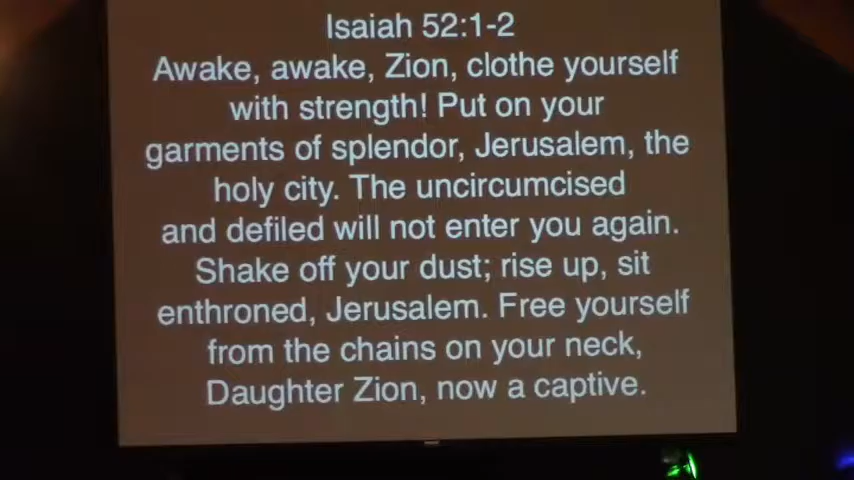 Isaiah 52:1-2
Awake, awake, Zion, clothe yourself
with strength! Put on your
garments of splendor, Jerusalem, the
holy city. The uncircumcised
and defiled will not enter you again.
Shake off your dust; rise up, sit
enthroned, Jerusalem. Free yourself
from the chains on your neck,
Daughter Zion, now a captive.